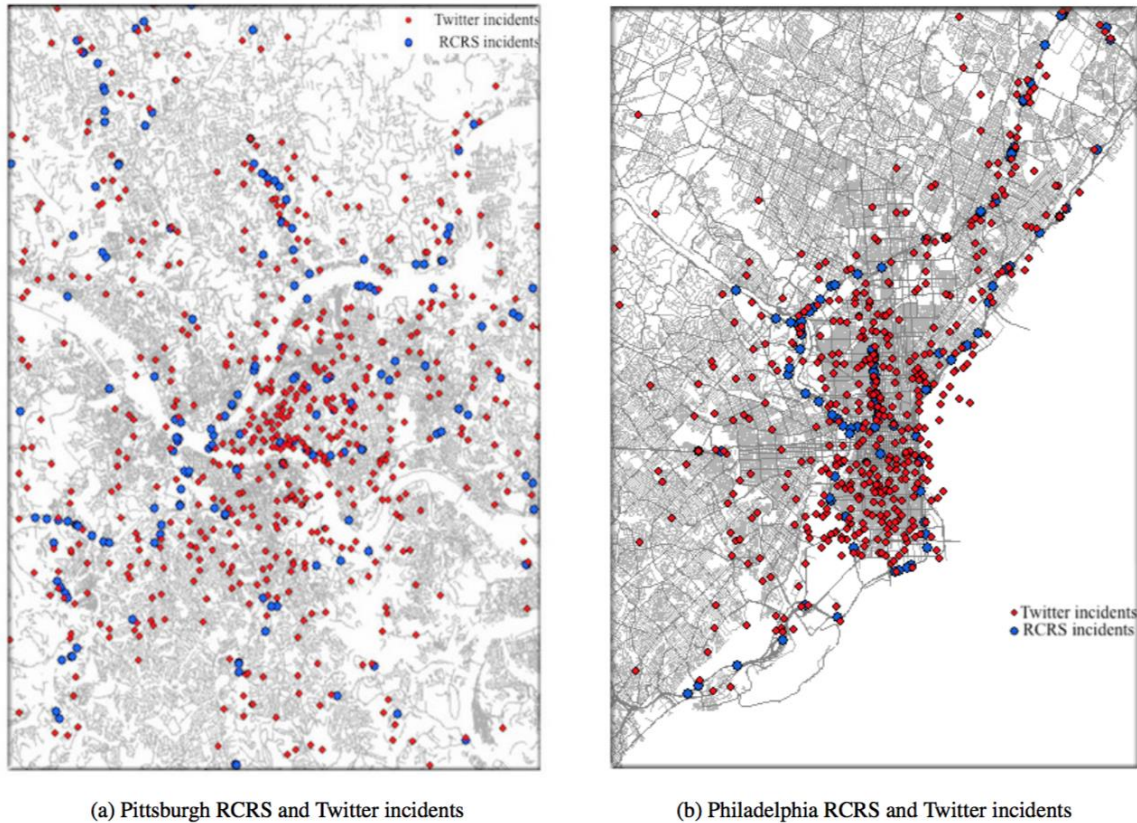 Twitter incidents
RCRS incidents
Twitter incidents
RCRS incidents
(a) Pittsburgh RCRS and Twitter incidents
(b) Philadelphia RCRS and Twitter incidents